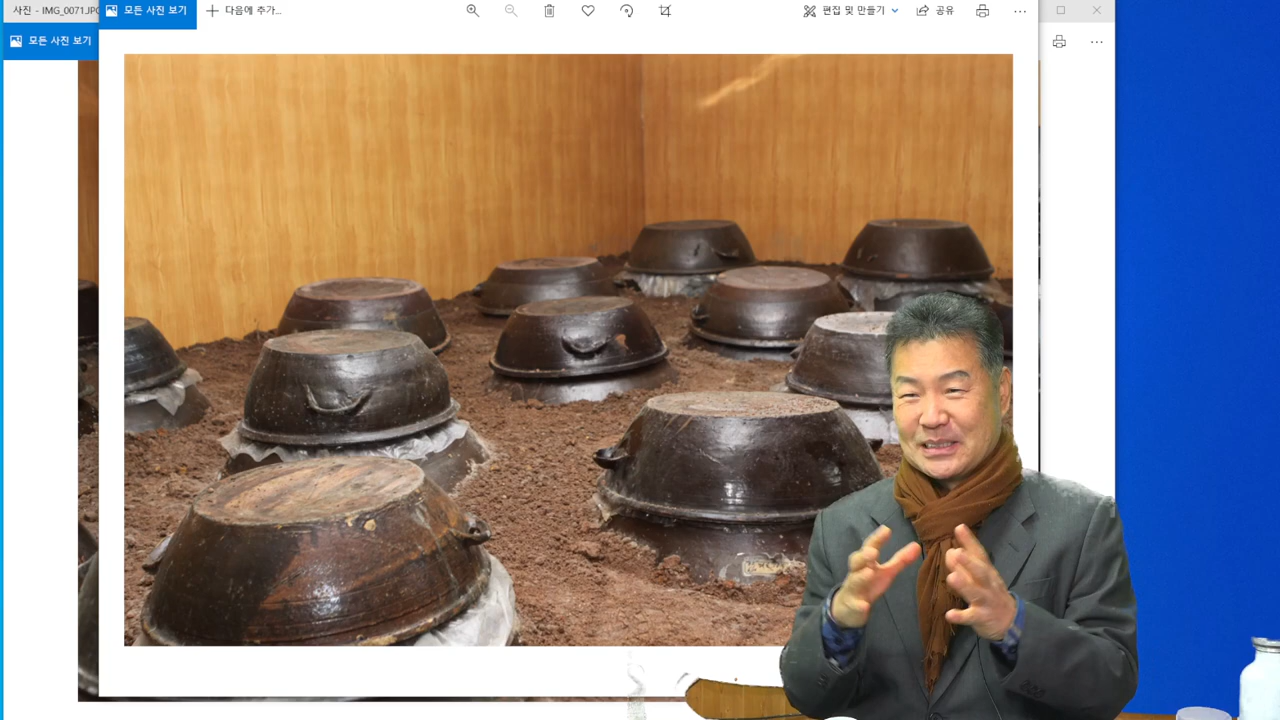 사진 - IMG_0071.JPG
모든 사진 보기
다음에 추가...
편집 및 만들기
공유
모든 사진 보기